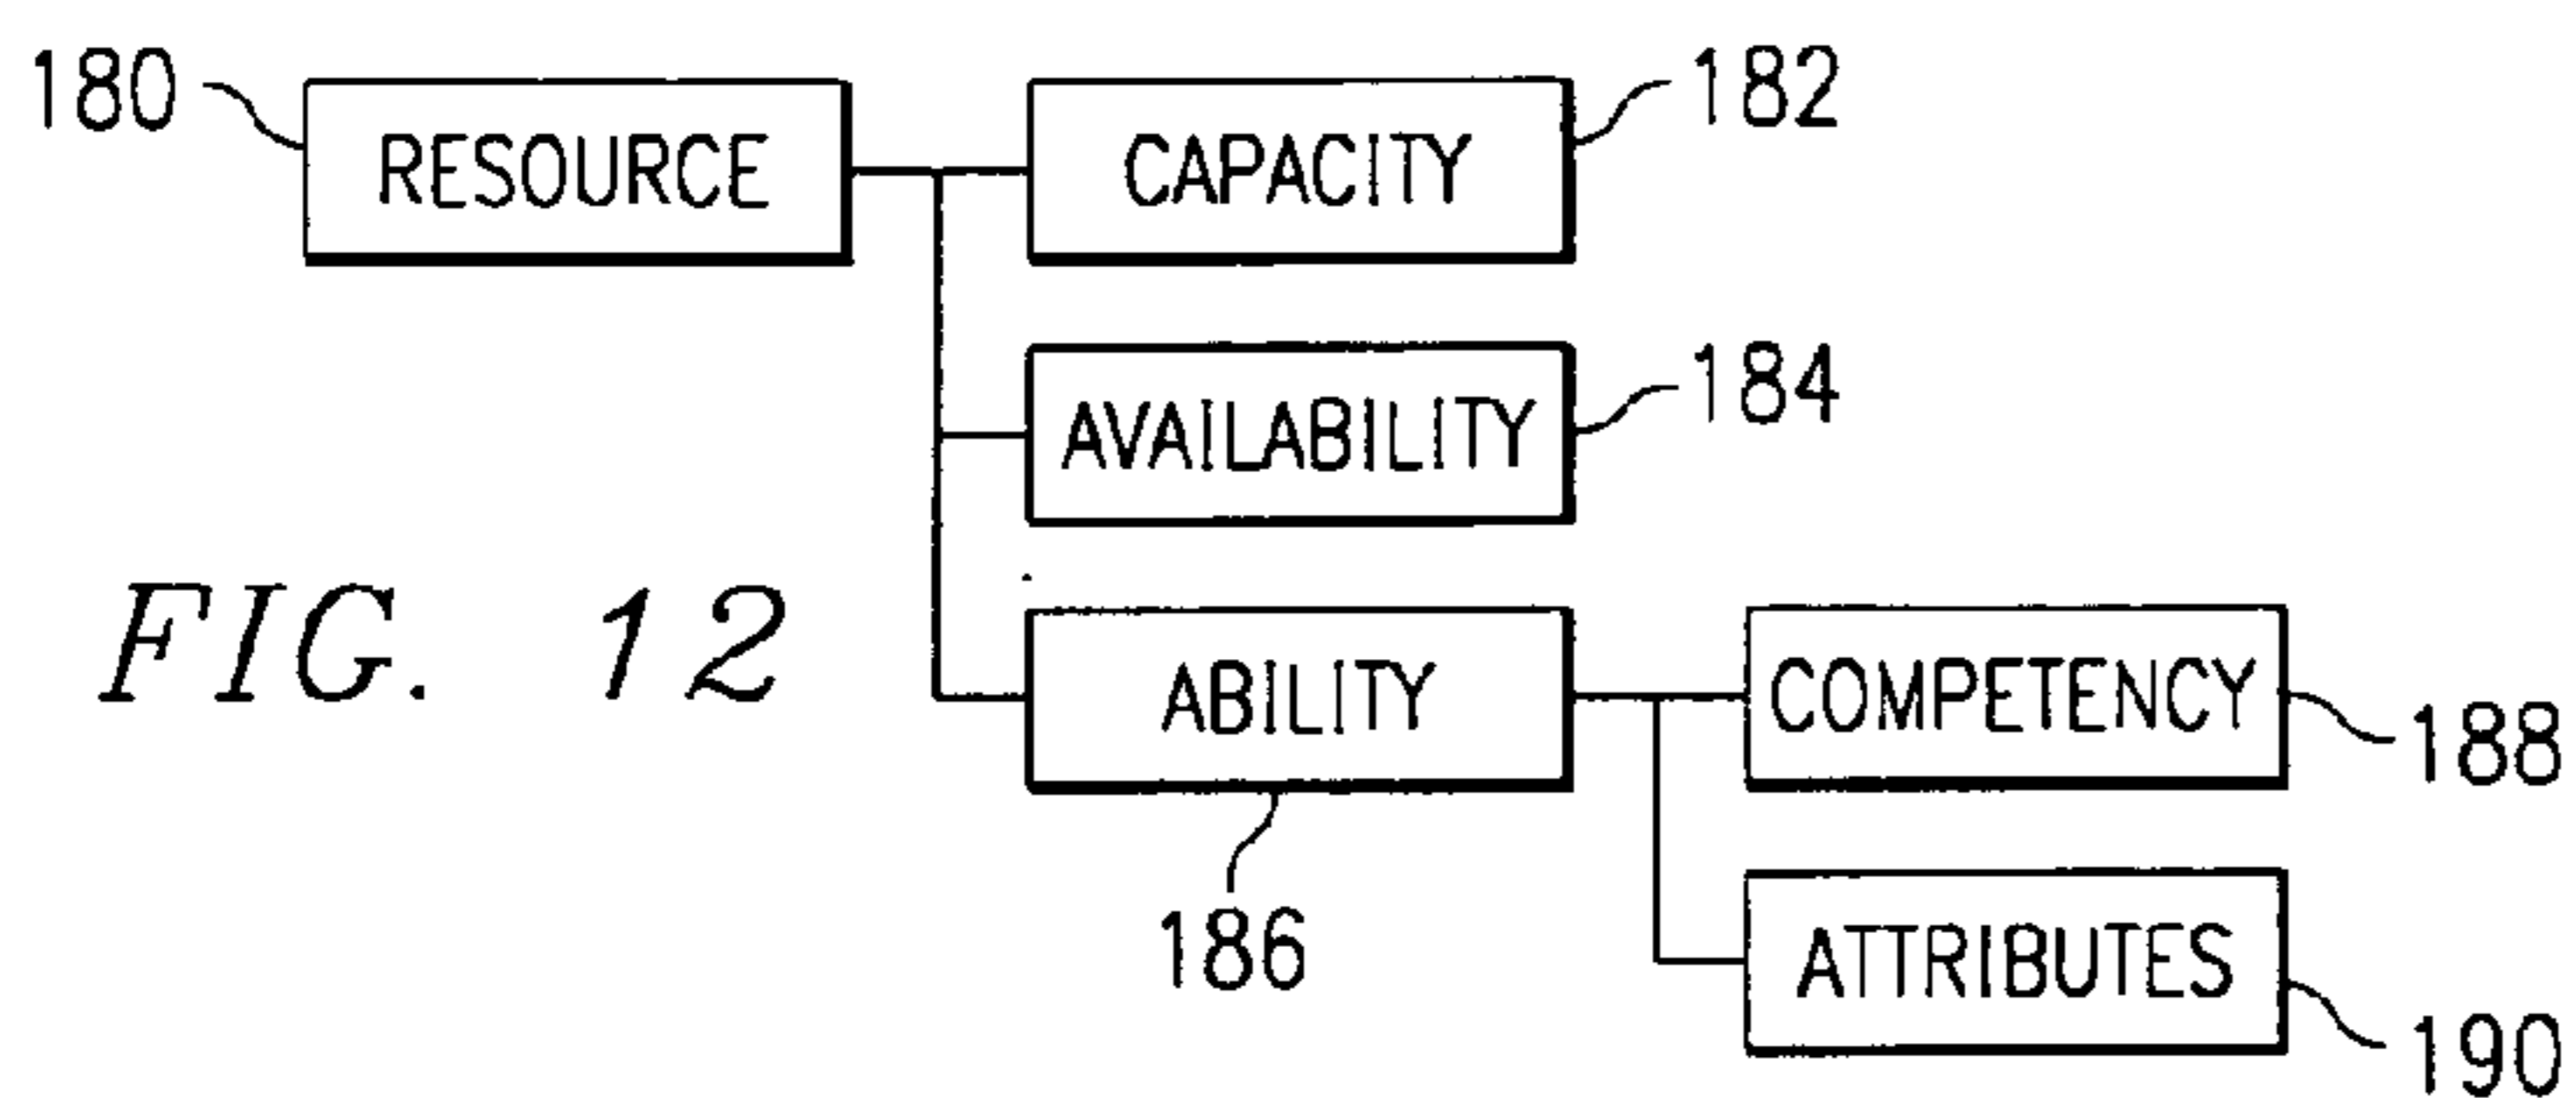 180
RESOURCE
CAPACITY
182
AVAILABILITY
184
FIG. 12
ABILITY
186
COMPETENCY
188
ATTRIBUTES
190